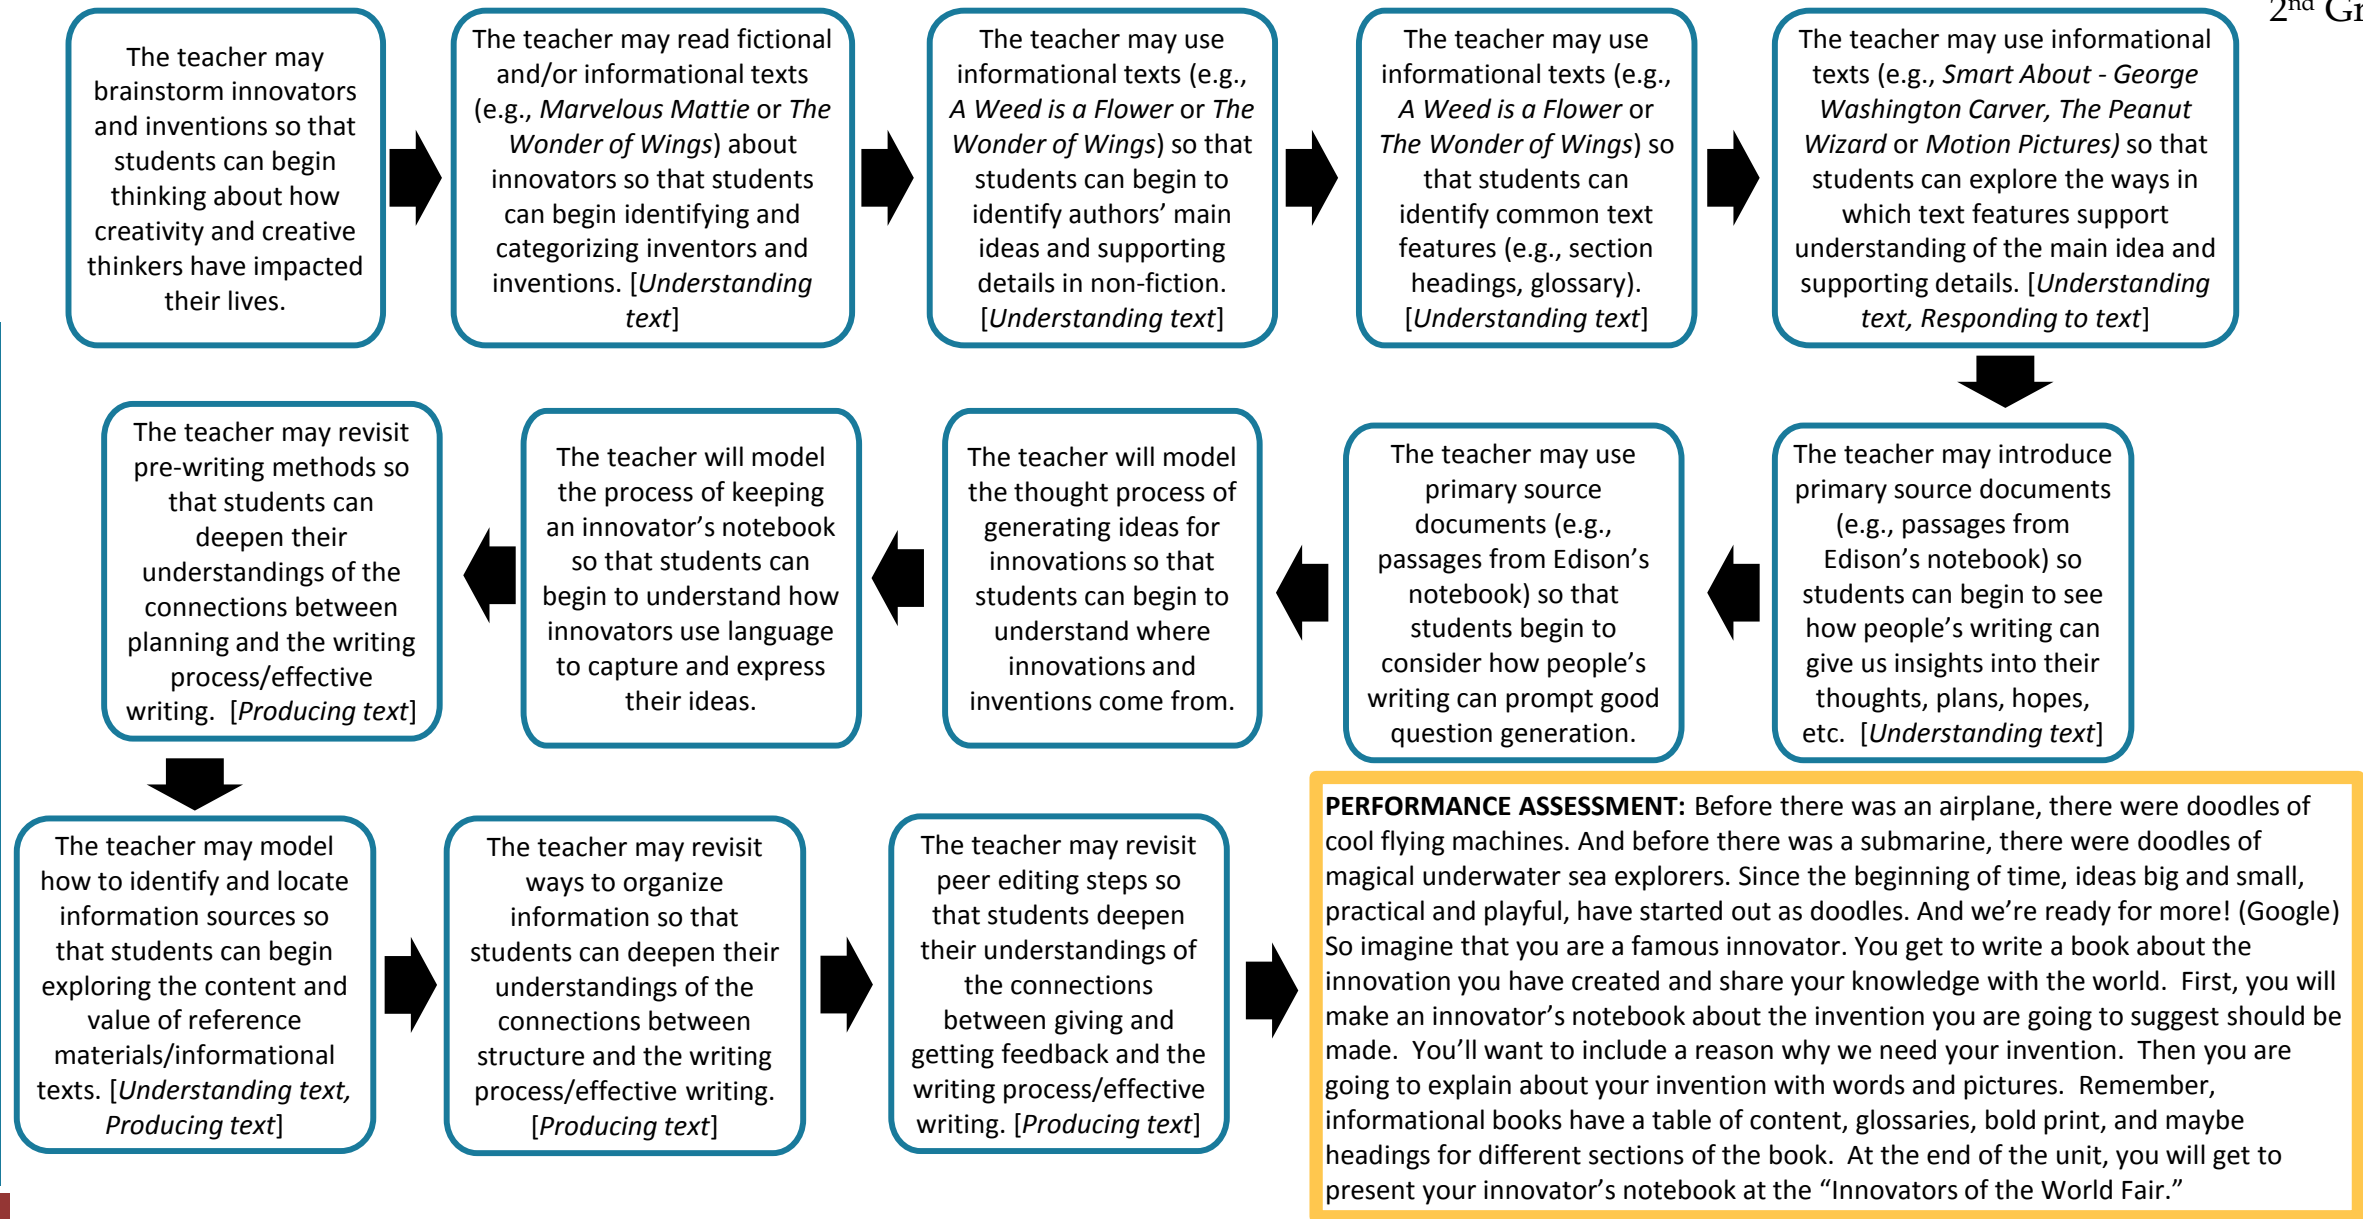 2nd Gr
The teacher may
brainstorm innovators
and inventions so that
students can begin
thinking about how
creativity and creative
thinkers have impacted
their lives.
The teacher may read fictional
and/or informational texts
(e.g., Marvelous Mattie or The
Wonder of Wings) about
innovators so that students
can begin identifying and
categorizing inventors and
inventions. [Understanding
text]
The teacher may use
informational texts (e.g.,
A Weed is a Flower or The
Wonder of Wings) so that
students can begin to
identify authors’ main
ideas and supporting
details in non-fiction.
[Understanding text]
The teacher may use
informational texts (e.g.,
A Weed is a Flower or
The Wonder of Wings) so
that students can
identify common text
features (e.g., section
headings, glossary).
[Understanding text]
The teacher may use informational
texts (e.g., Smart About - George
Washington Carver, The Peanut
Wizard or Motion Pictures) so that
students can explore the ways in
which text features support
understanding of the main idea and
supporting details. [Understanding
text, Responding to text]
The teacher may introduce
primary source documents
(e.g., passages from
Edison’s notebook) so
students can begin to see
how people’s writing can
give us insights into their
thoughts, plans, hopes,
etc.  [Understanding text]
The teacher may use
primary source
documents (e.g.,
passages from Edison’s
notebook) so that
students begin to
consider how people’s
writing can prompt good
question generation.
The teacher will model
the thought process of
generating ideas for
innovations so that
students can begin to
understand where
innovations and
inventions come from.
The teacher will model
the process of keeping
an innovator’s notebook
so that students can
begin to understand how
innovators use language
to capture and express
their ideas.
The teacher may revisit
pre-writing methods so
that students can
deepen their
understandings of the
connections between
planning and the writing
process/effective
writing.  [Producing text]
The teacher may model
how to identify and locate
information sources so
that students can begin
exploring the content and
value of reference
materials/informational
texts. [Understanding text,
Producing text]
The teacher may revisit
ways to organize
information so that
students can deepen their
understandings of the
connections between
structure and the writing
process/effective writing.
[Producing text]
The teacher may revisit
peer editing steps so
that students deepen
their understandings of
the connections
between giving and
getting feedback and the
writing process/effective
writing. [Producing text]
PERFORMANCE ASSESSMENT: Before there was an airplane, there were doodles of
cool flying machines. And before there was a submarine, there were doodles of
magical underwater sea explorers. Since the beginning of time, ideas big and small,
practical and playful, have started out as doodles. And we’re ready for more! (Google)
So imagine that you are a famous innovator. You get to write a book about the
innovation you have created and share your knowledge with the world.  First, you will
make an innovator’s notebook about the invention you are going to suggest should be
made.  You’ll want to include a reason why we need your invention.  Then you are
going to explain about your invention with words and pictures.  Remember,
informational books have a table of content, glossaries, bold print, and maybe
headings for different sections of the book.  At the end of the unit, you will get to
present your innovator’s notebook at the “Innovators of the World Fair.”